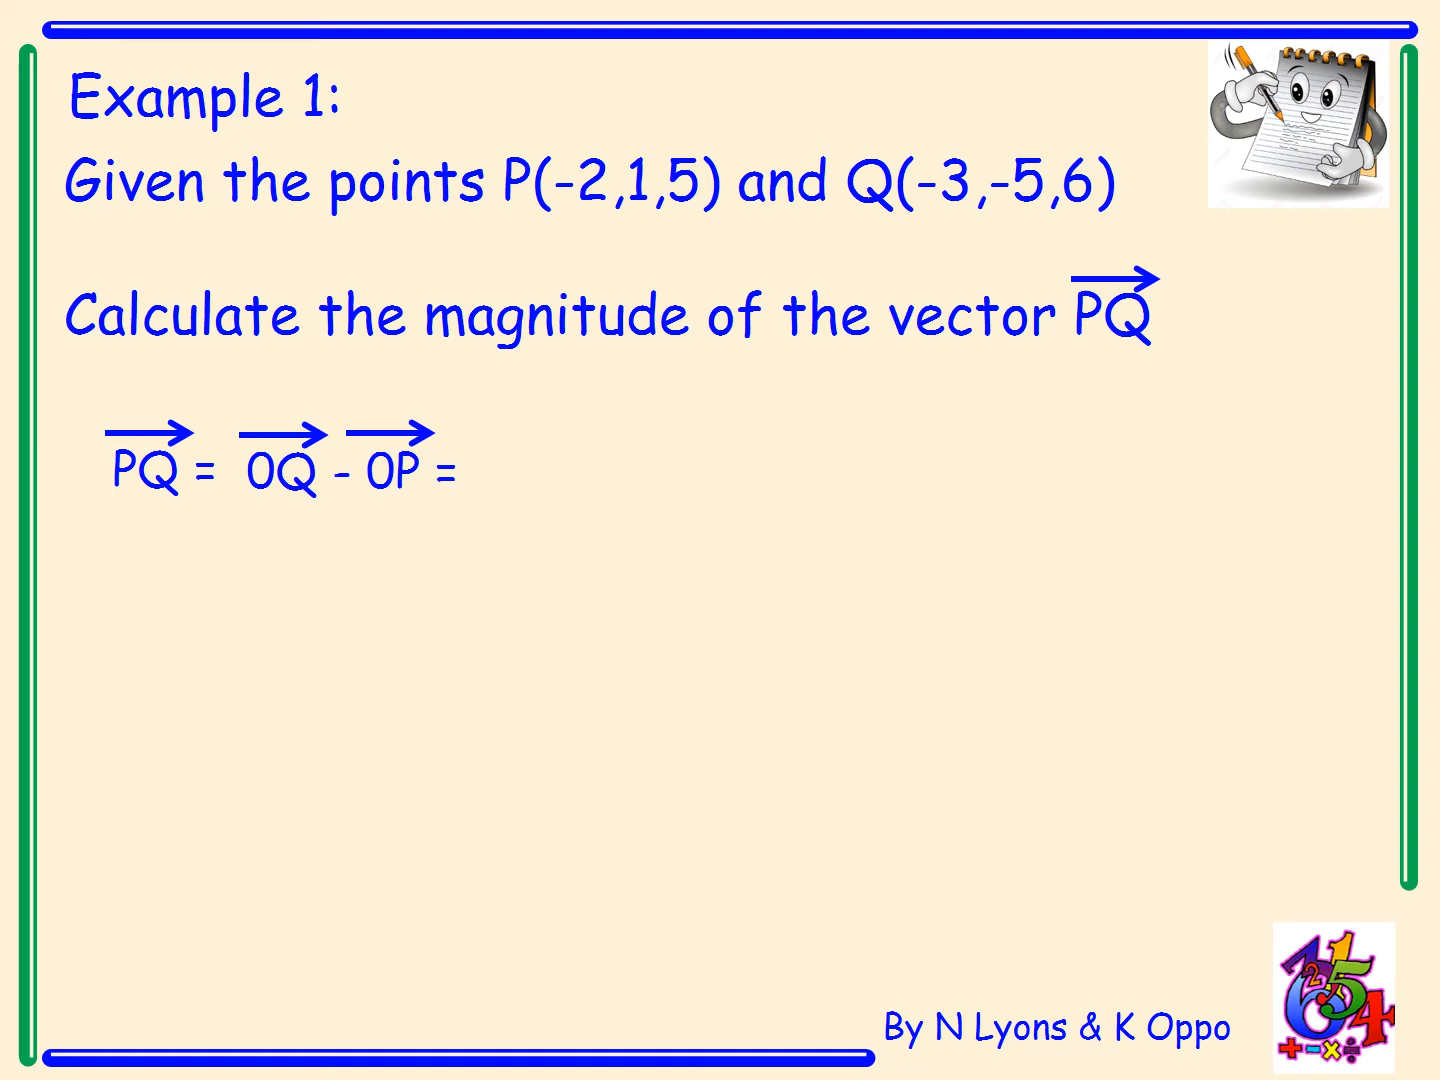 Example 1:
Given the points P(-2,1,5) and Q(-3,-5,6)
Calculate the magnitude of the vector PQ
PQ = 0Q - 0P =
By N Lyons & K Oppo